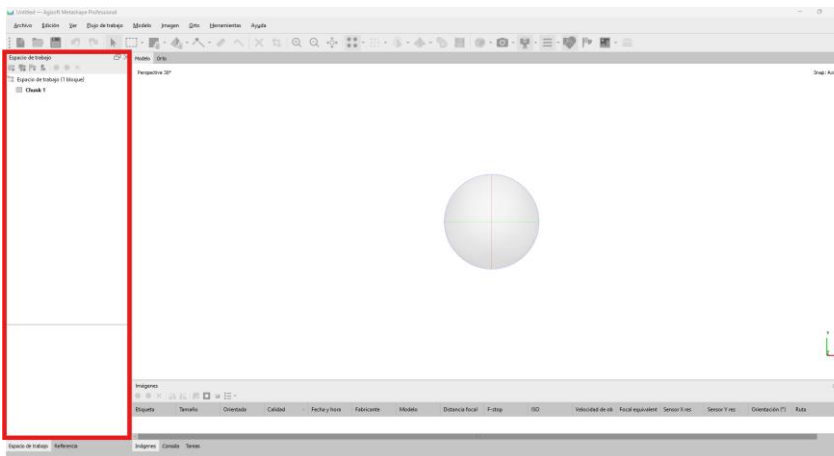 Untitled — Agisoft Metashape Professional
Archivo Edición Ver Flujo de trabajo Modelo Imagen Orto Herramientas Ayuda
Espacio de trabajo
Modelo Orto
Perspective 30°
Snap: Axi
Espacio de trabajo (1 bloque)
Chunk 1
Imágenes
Etiqueta Tamaño Orientada Calidad Fecha y hora Fabricante Modelo Distancia focal F-stop ISO Velocidad de ob Focal equivalent Sensor X res Sensor Y res Orientación (°) Ruta
Espacio de trabajo Referencia Imágenes Consola Tareas